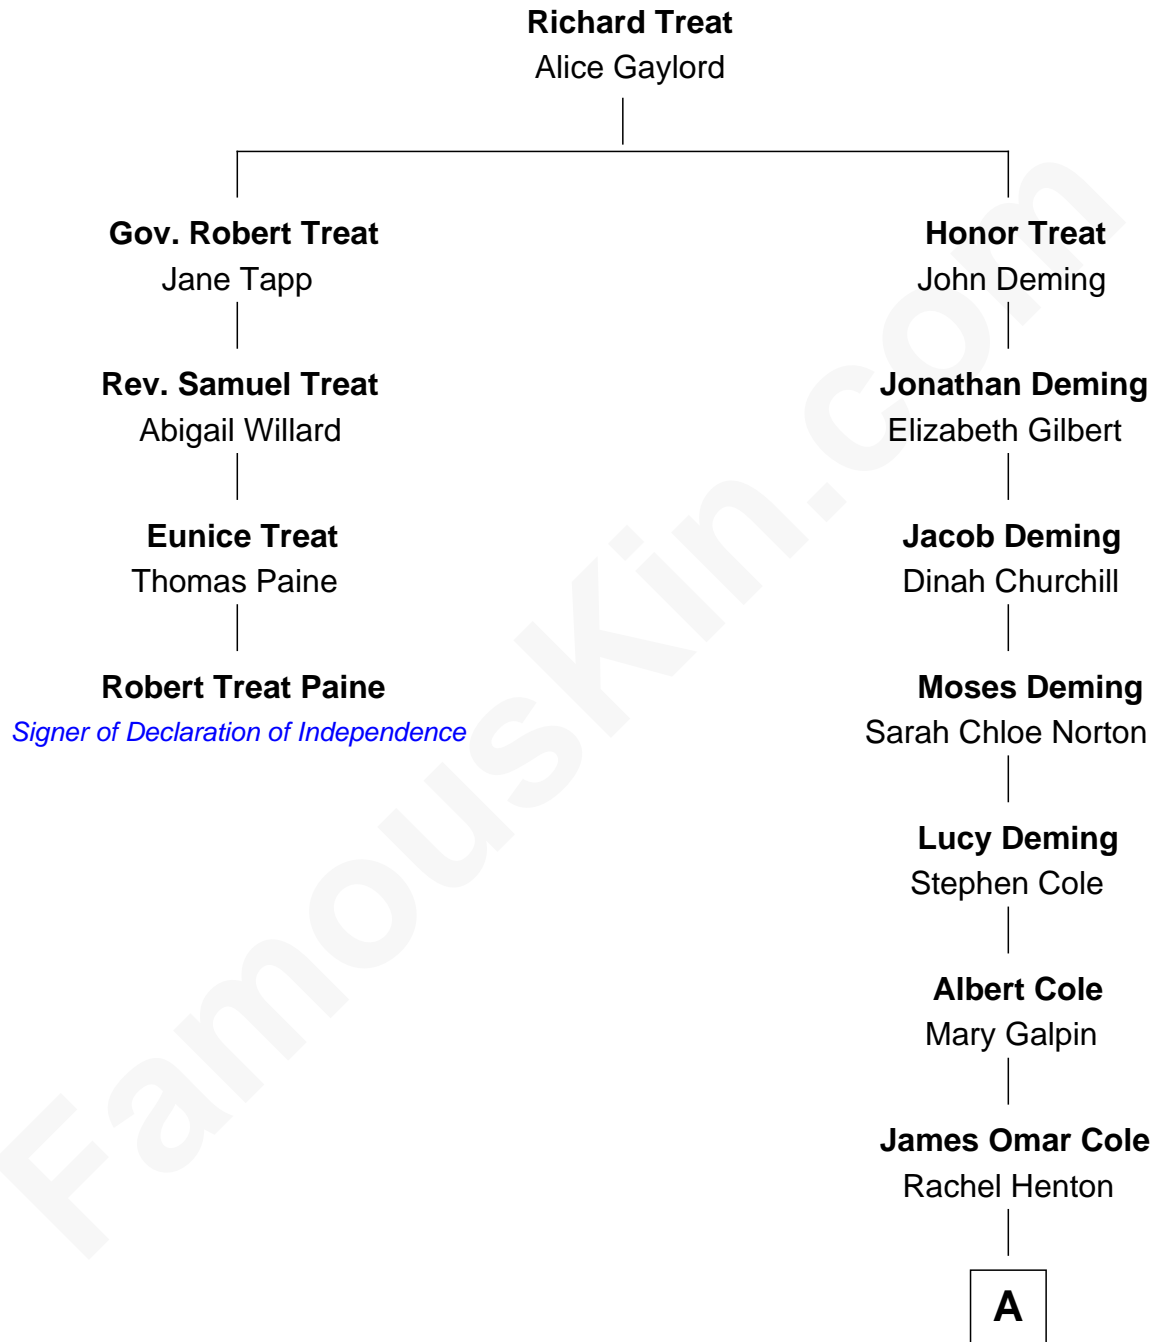 Richard Treat
Alice Gaylord
Gov. Robert Treat
Jane Tapp
Honor Treat
John Deming
Rev. Samuel Treat
Abigail Willard
Jonathan Deming
Elizabeth Gilbert
Eunice Treat
Thomas Paine
Jacob Deming
Dinah Churchill
Robert Treat Paine
Signer of Declaration of Independence
Moses Deming
Sarah Chloe Norton
Lucy Deming
Stephen Cole
Albert Cole
Mary Galpin
James Omar Cole
Rachel Henton
A
FamousKin.com